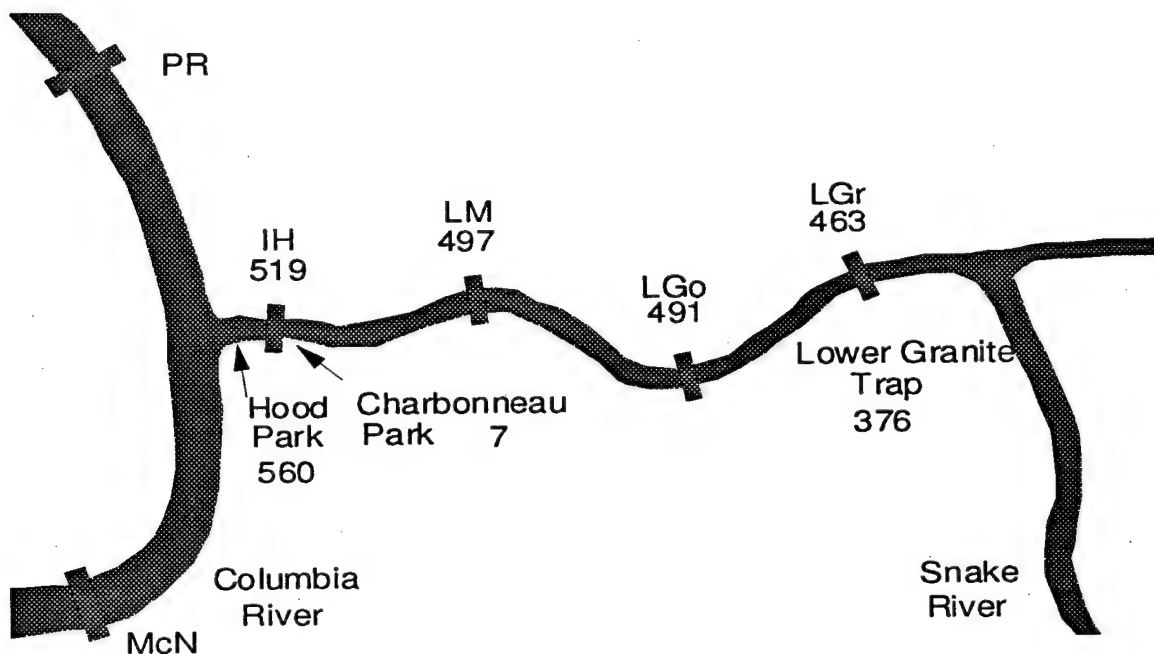 PR
LGr
463
LM
497
IH
519
LGo
491
Lower Granite
Trap
376
Hood
Park
560
Charbonneau
Park 7
Columbia
River
Snake
River
McN